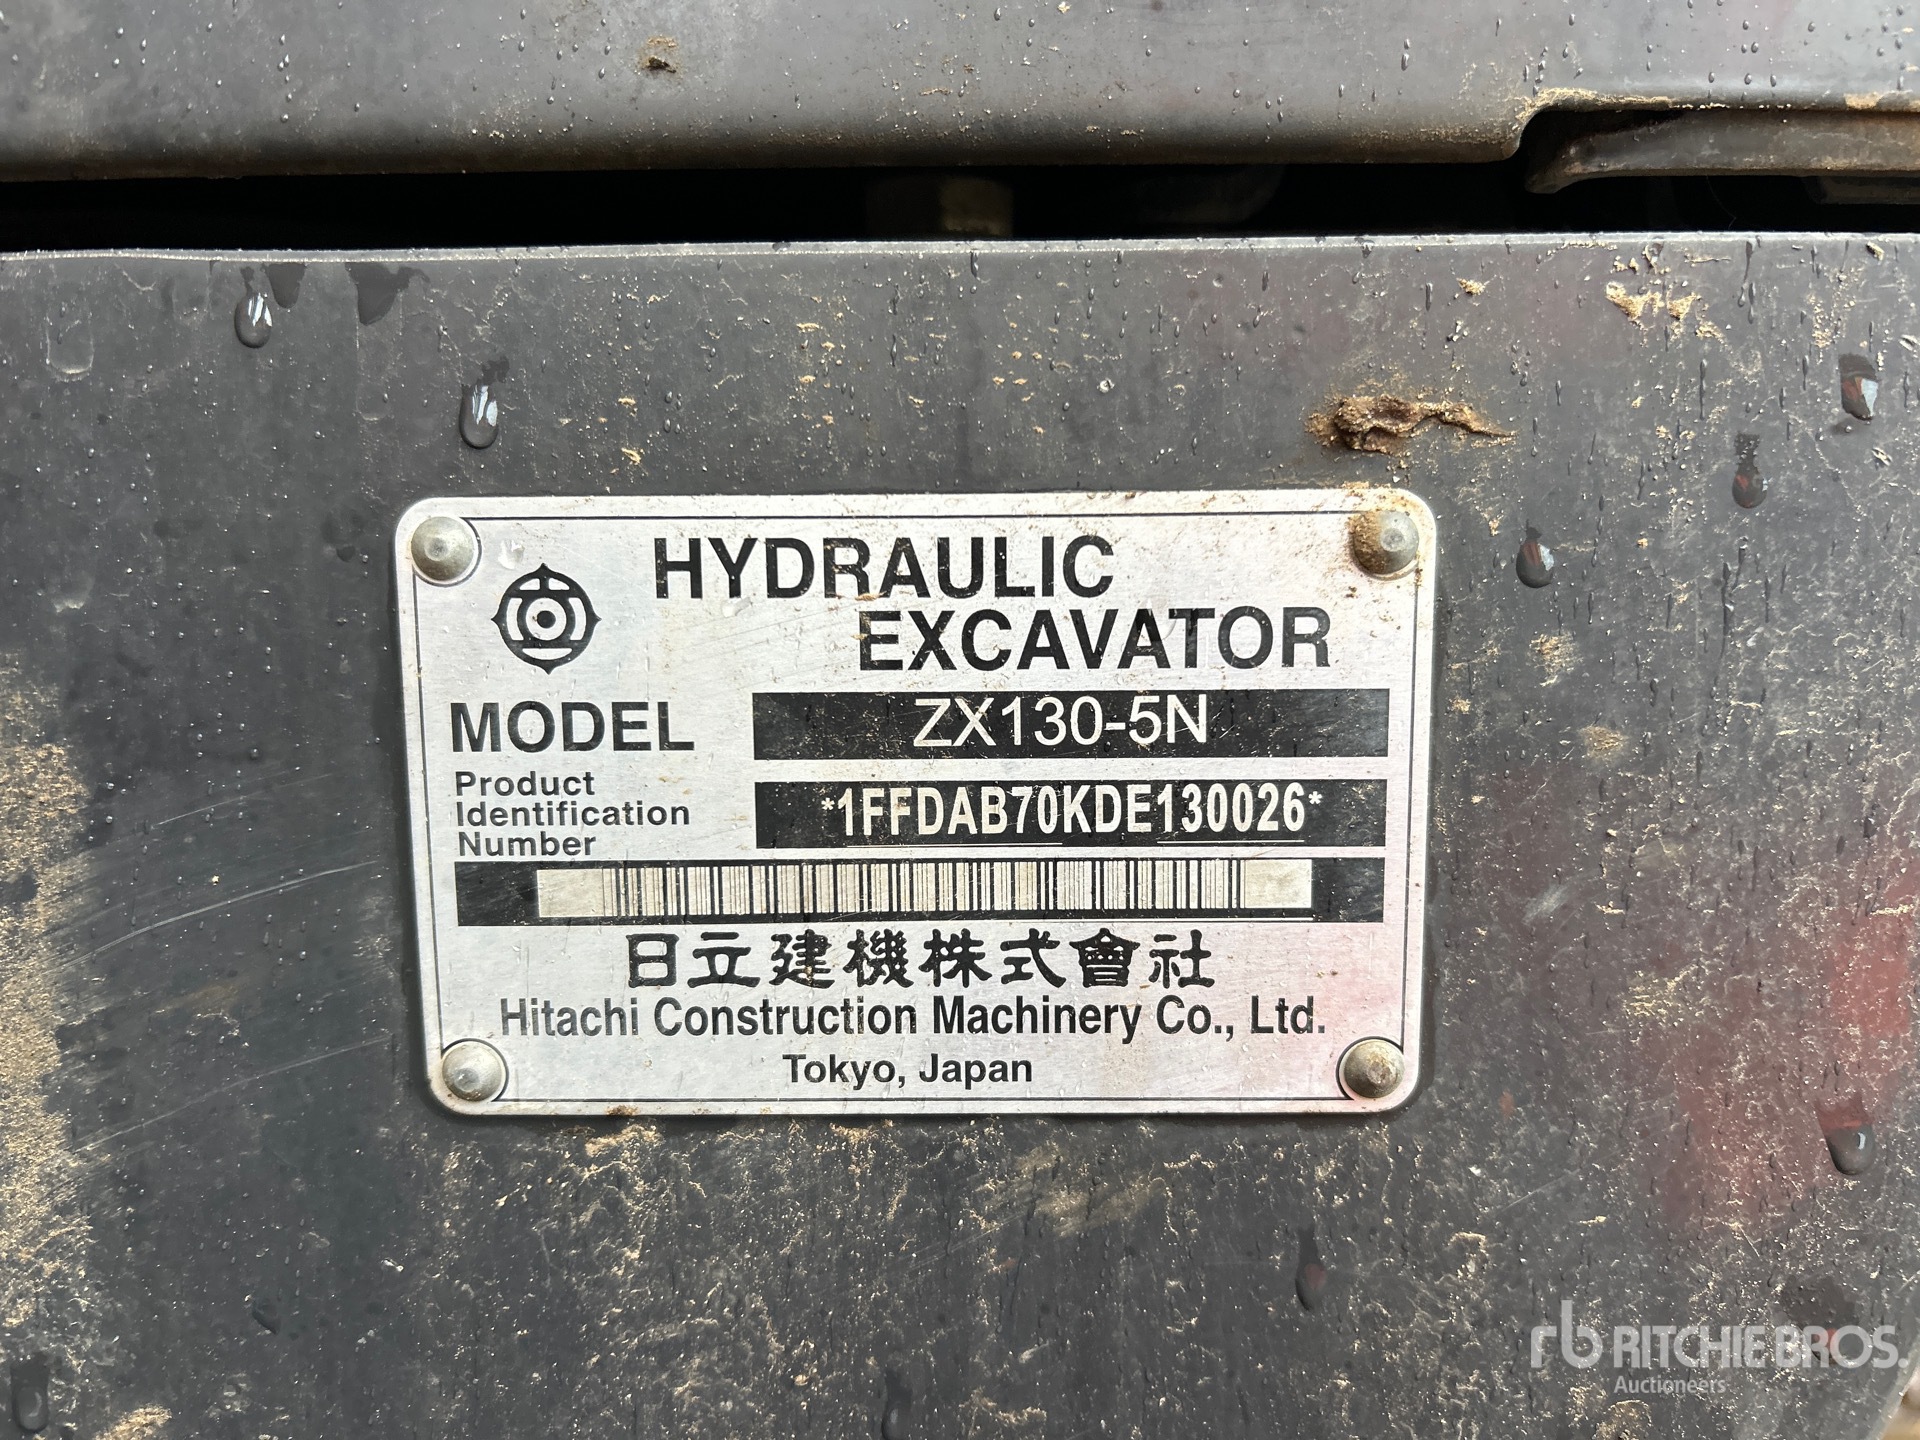 HYDRAULIC
EXCAVATOR
MODEL ZX130-5N
Product
Identification
Number
*1FFDAB70KDE130026*
日立建機株式會社
Hitachi Construction Machinery Co., Ltd.
Tokyo, Japan
rb RITCHIE BROS.
Auctioneers